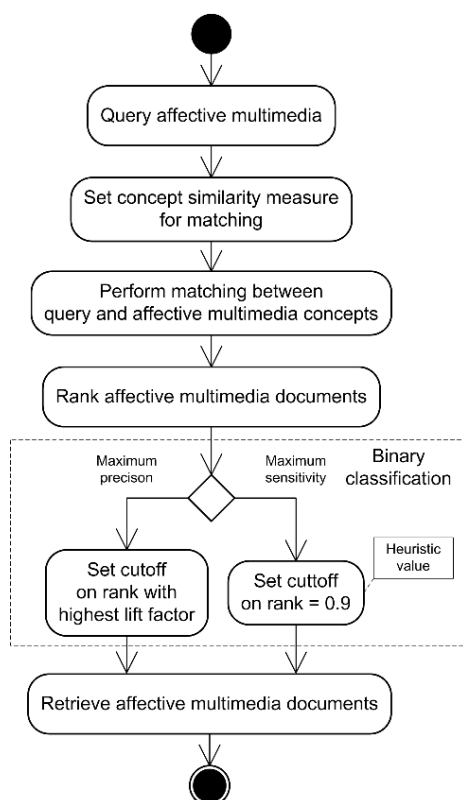 Query affective multimedia
Set concept similarity measure
for matching
Perform matching between
query and affective multimedia concepts
Rank affective multimedia documents
Binary
classification
Maximum
precison
Maximum
sensitivity
Heuristic
value
Set cutoff
on rank with
highest lift factor
Set cuttoff
on rank = 0.9
Retrieve affective multimedia documents